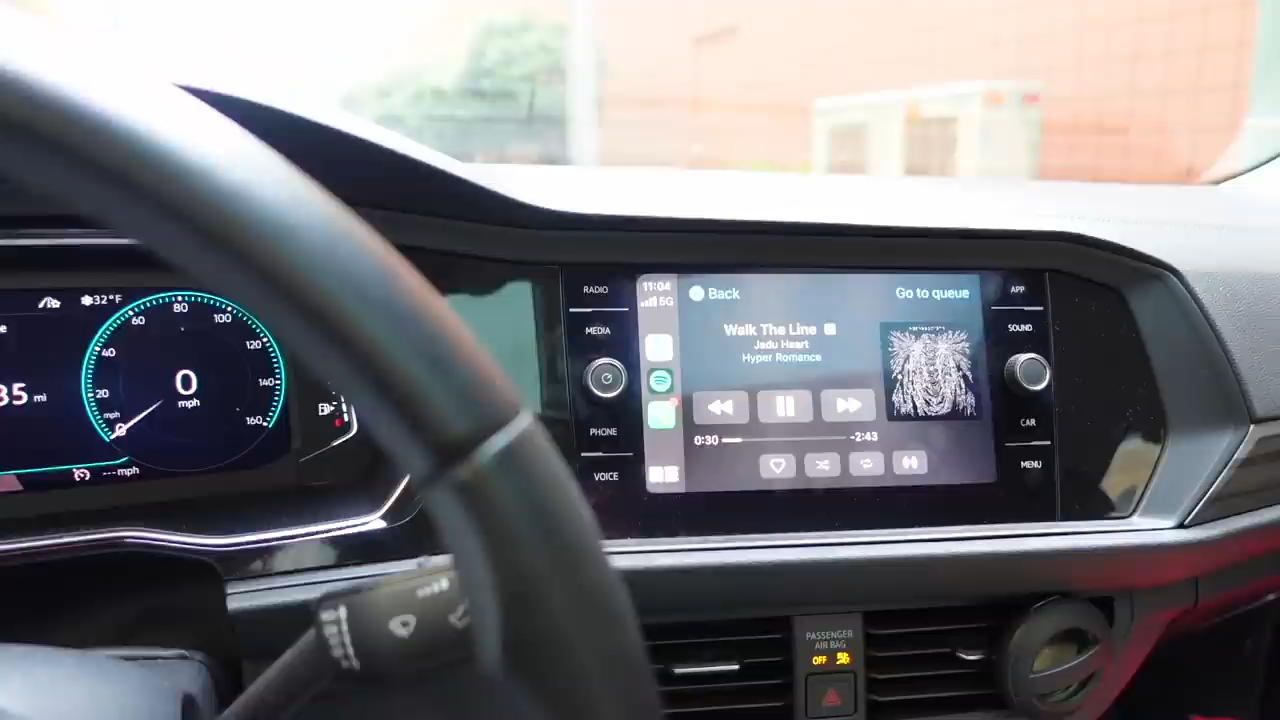 32°F
80
60
100
40
120
20
140
0
160
0
mph
mph
35 mi
--- mph
RADIO
MEDIA
PHONE
VOICE
11:04
5G
Back
Go to queue
Walk The Line
Jadu Heart
Hyper Romance
0:30
-2:43
APP
SOUND
CAR
MENU
PASSENGER
AIR BAG
OFF